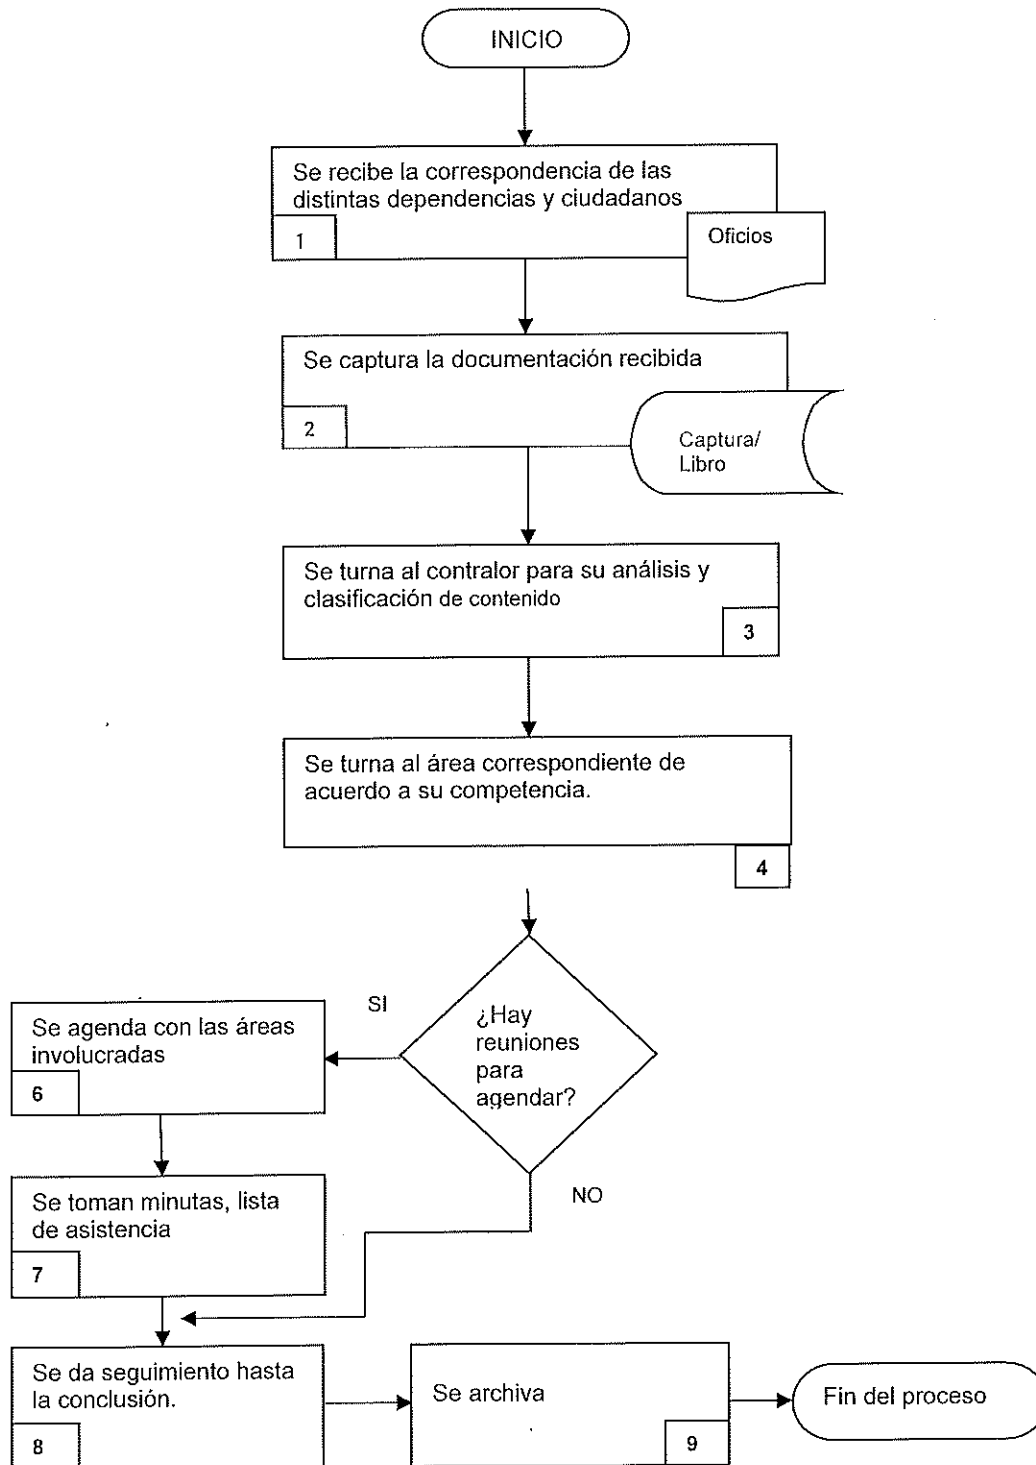 INICIO
Se recibe la correspondencia de las
distintas dependencias y ciudadanos
1
Oficios
Se captura la documentación recibida
2
Captura/
Libro
Se turna al contralor para su análisis y
clasificación de contenido
3
Se turna al área correspondiente de
acuerdo a su competencia.
4
¿Hay
reuniones
para
agendar?
SI
Se agenda con las áreas
involucradas
6
NO
Se toman minutas, lista
de asistencia
7
Se da seguimiento hasta
la conclusión.
8
Se archiva
9
Fin del proceso